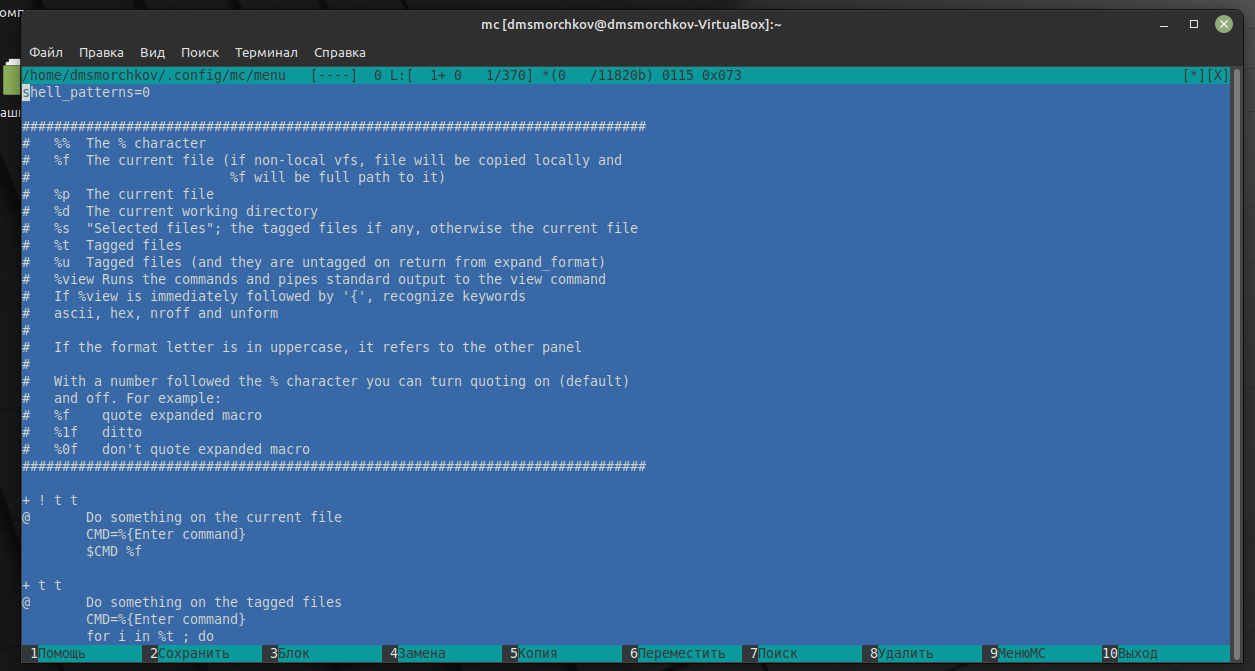 mc [dmsmorchkov@dmsmorchkov-VirtualBox]:~
Файл Правка Вид Поиск Терминал Справка
/home/dmsmorchkov/.config/mc/menu [----] 0 L:[ 1+ 0 1/370] *(0 /11820b) 0115 0x073 [*][X]
shell_patterns=0
##############################################################################
# %% The % character
# %f The current file (if non-local vfs, file will be copied locally and
# %f will be full path to it)
# %p The current file
# %d The current working directory
# %s "Selected files"; the tagged files if any, otherwise the current file
# %t Tagged files
# %u Tagged files (and they are untagged on return from expand_format)
# %view Runs the commands and pipes standard output to the view command
# If %view is immediately followed by '{', recognize keywords
# ascii, hex, nroff and unform
#
# If the format letter is in uppercase, it refers to the other panel
#
# With a number followed the % character you can turn quoting on (default)
# and off. For example:
# %f quote expanded macro
# %1f ditto
# %0f don't quote expanded macro
##############################################################################
+ ! t t
@ Do something on the current file
CMD=%{Enter command}
$CMD %f
+ t t
@ Do something on the tagged files
CMD=%{Enter command}
for i in %t ; do
1Помощь 2Сохранить 3Блок 4Замена 5Копия 6Переместить 7Поиск 8Удалить 9МенюMC 10Выход